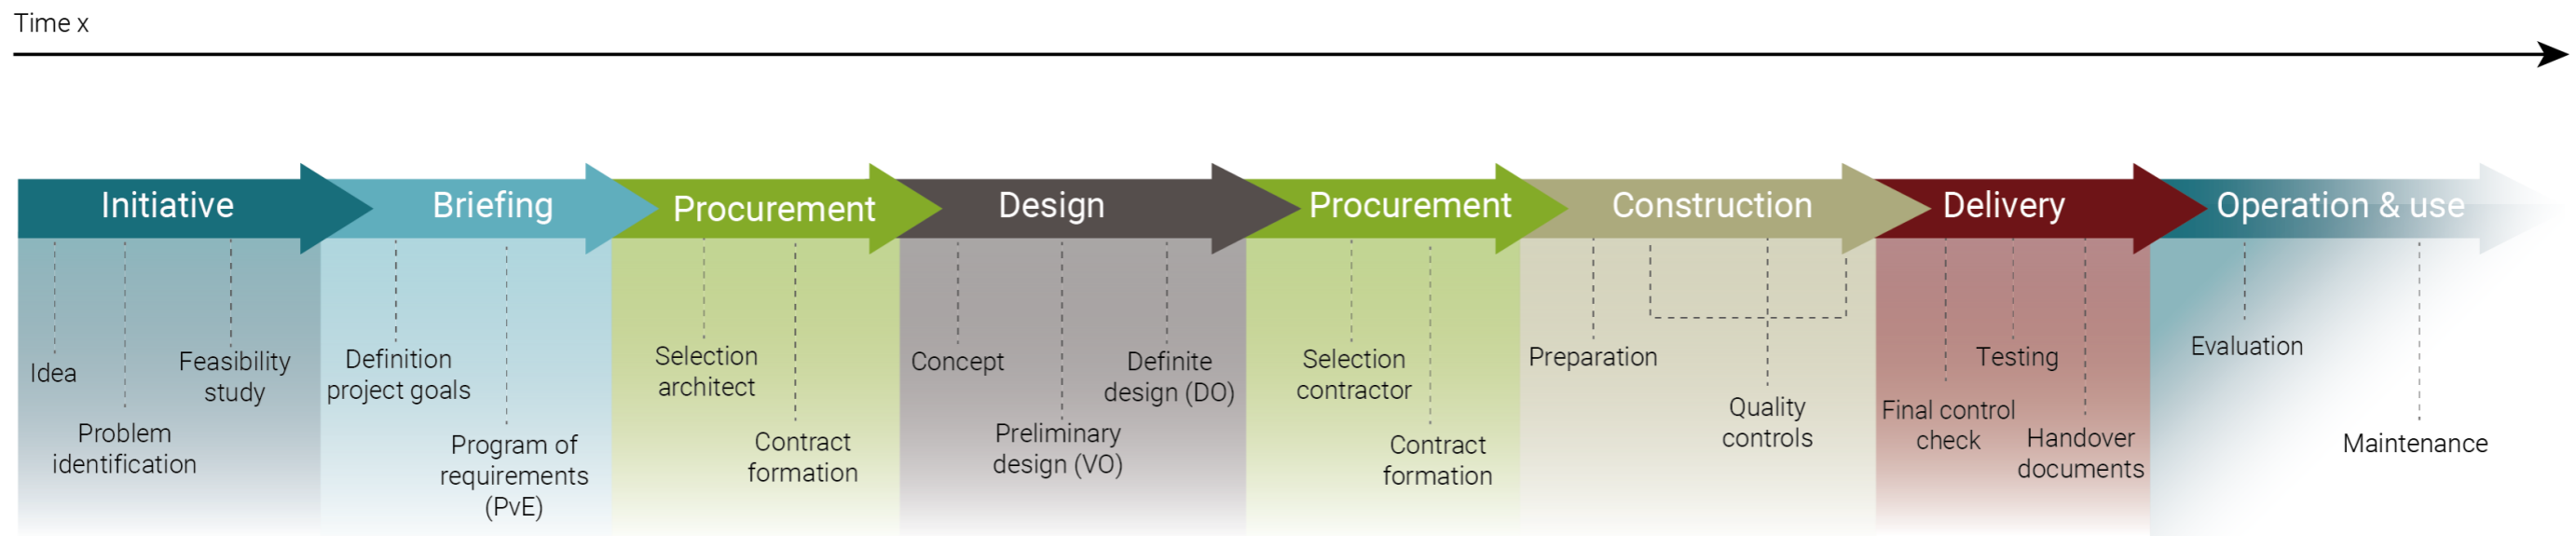 Time x
Initiative
Briefing
Procurement
Design
Procurement
Construction
Delivery
Operation & use
Idea
Problem
identification
Feasibility
study
Definition
project goals
Program of
requirements
(PvE)
Selection
architect
Contract
formation
Concept
Preliminary
design (VO)
Definite
design (DO)
Selection
contractor
Contract
formation
Preparation
Quality
controls
Final control
check
Testing
Handover
documents
Evaluation
Maintenance